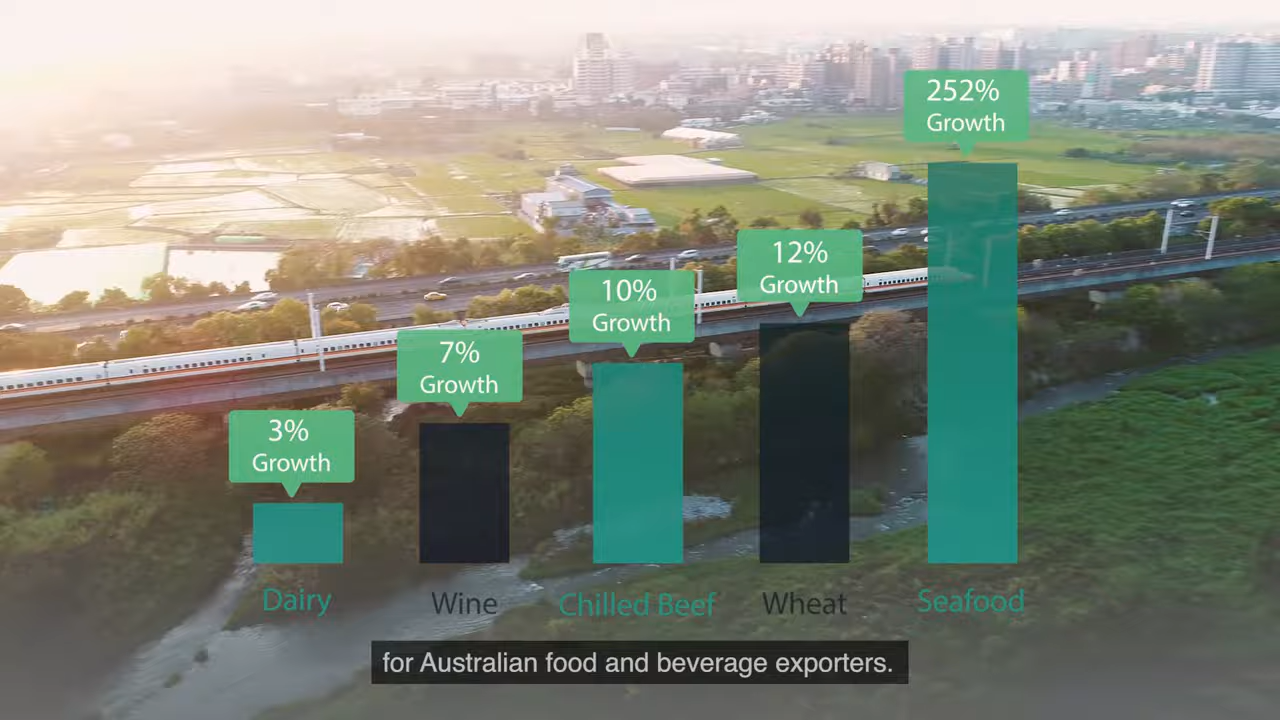 252%
Growth
12%
Growth
10%
Growth
7%
Growth
3%
Growth
Dairy
Wine
Chilled Beef
Wheat
Seafood
for Australian food and beverage exporters.